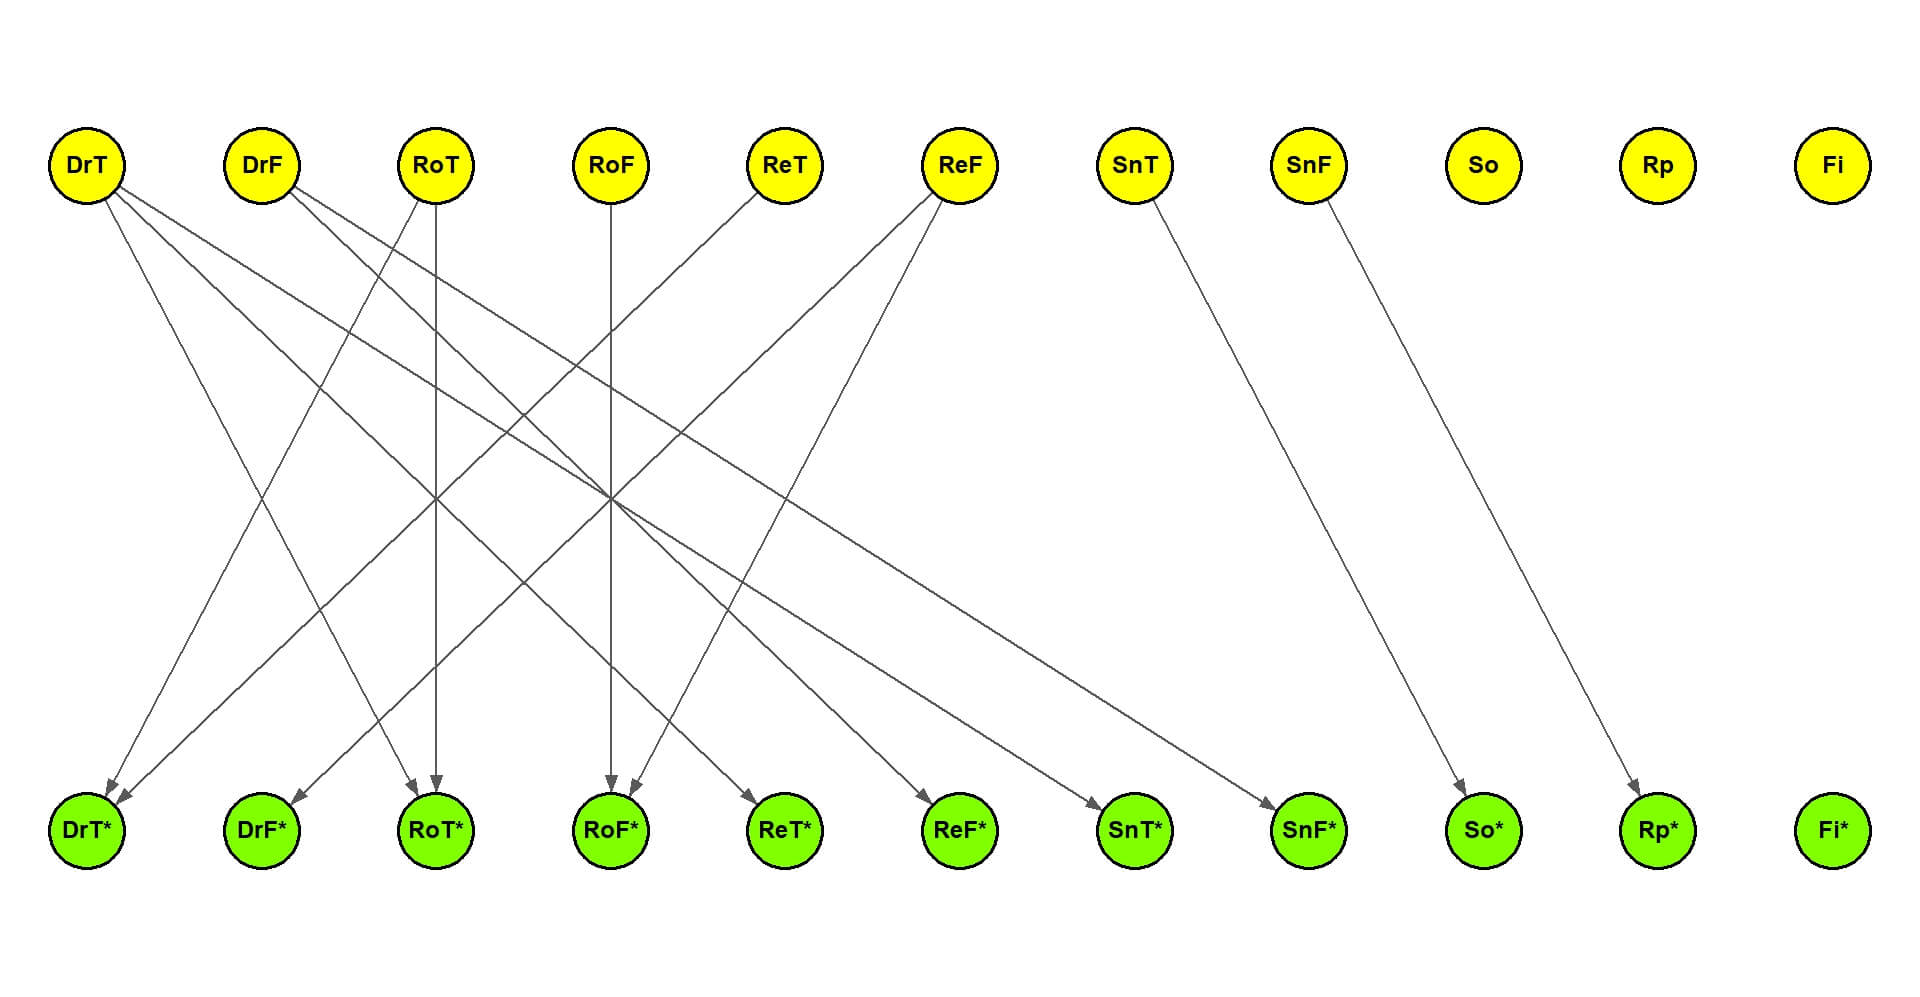 DrT DrF RoT RoF ReT ReF SnT SnF So Rp Fi
DrT* DrF* RoT* RoF* ReT* ReF* SnT* SnF* So* Rp* Fi*